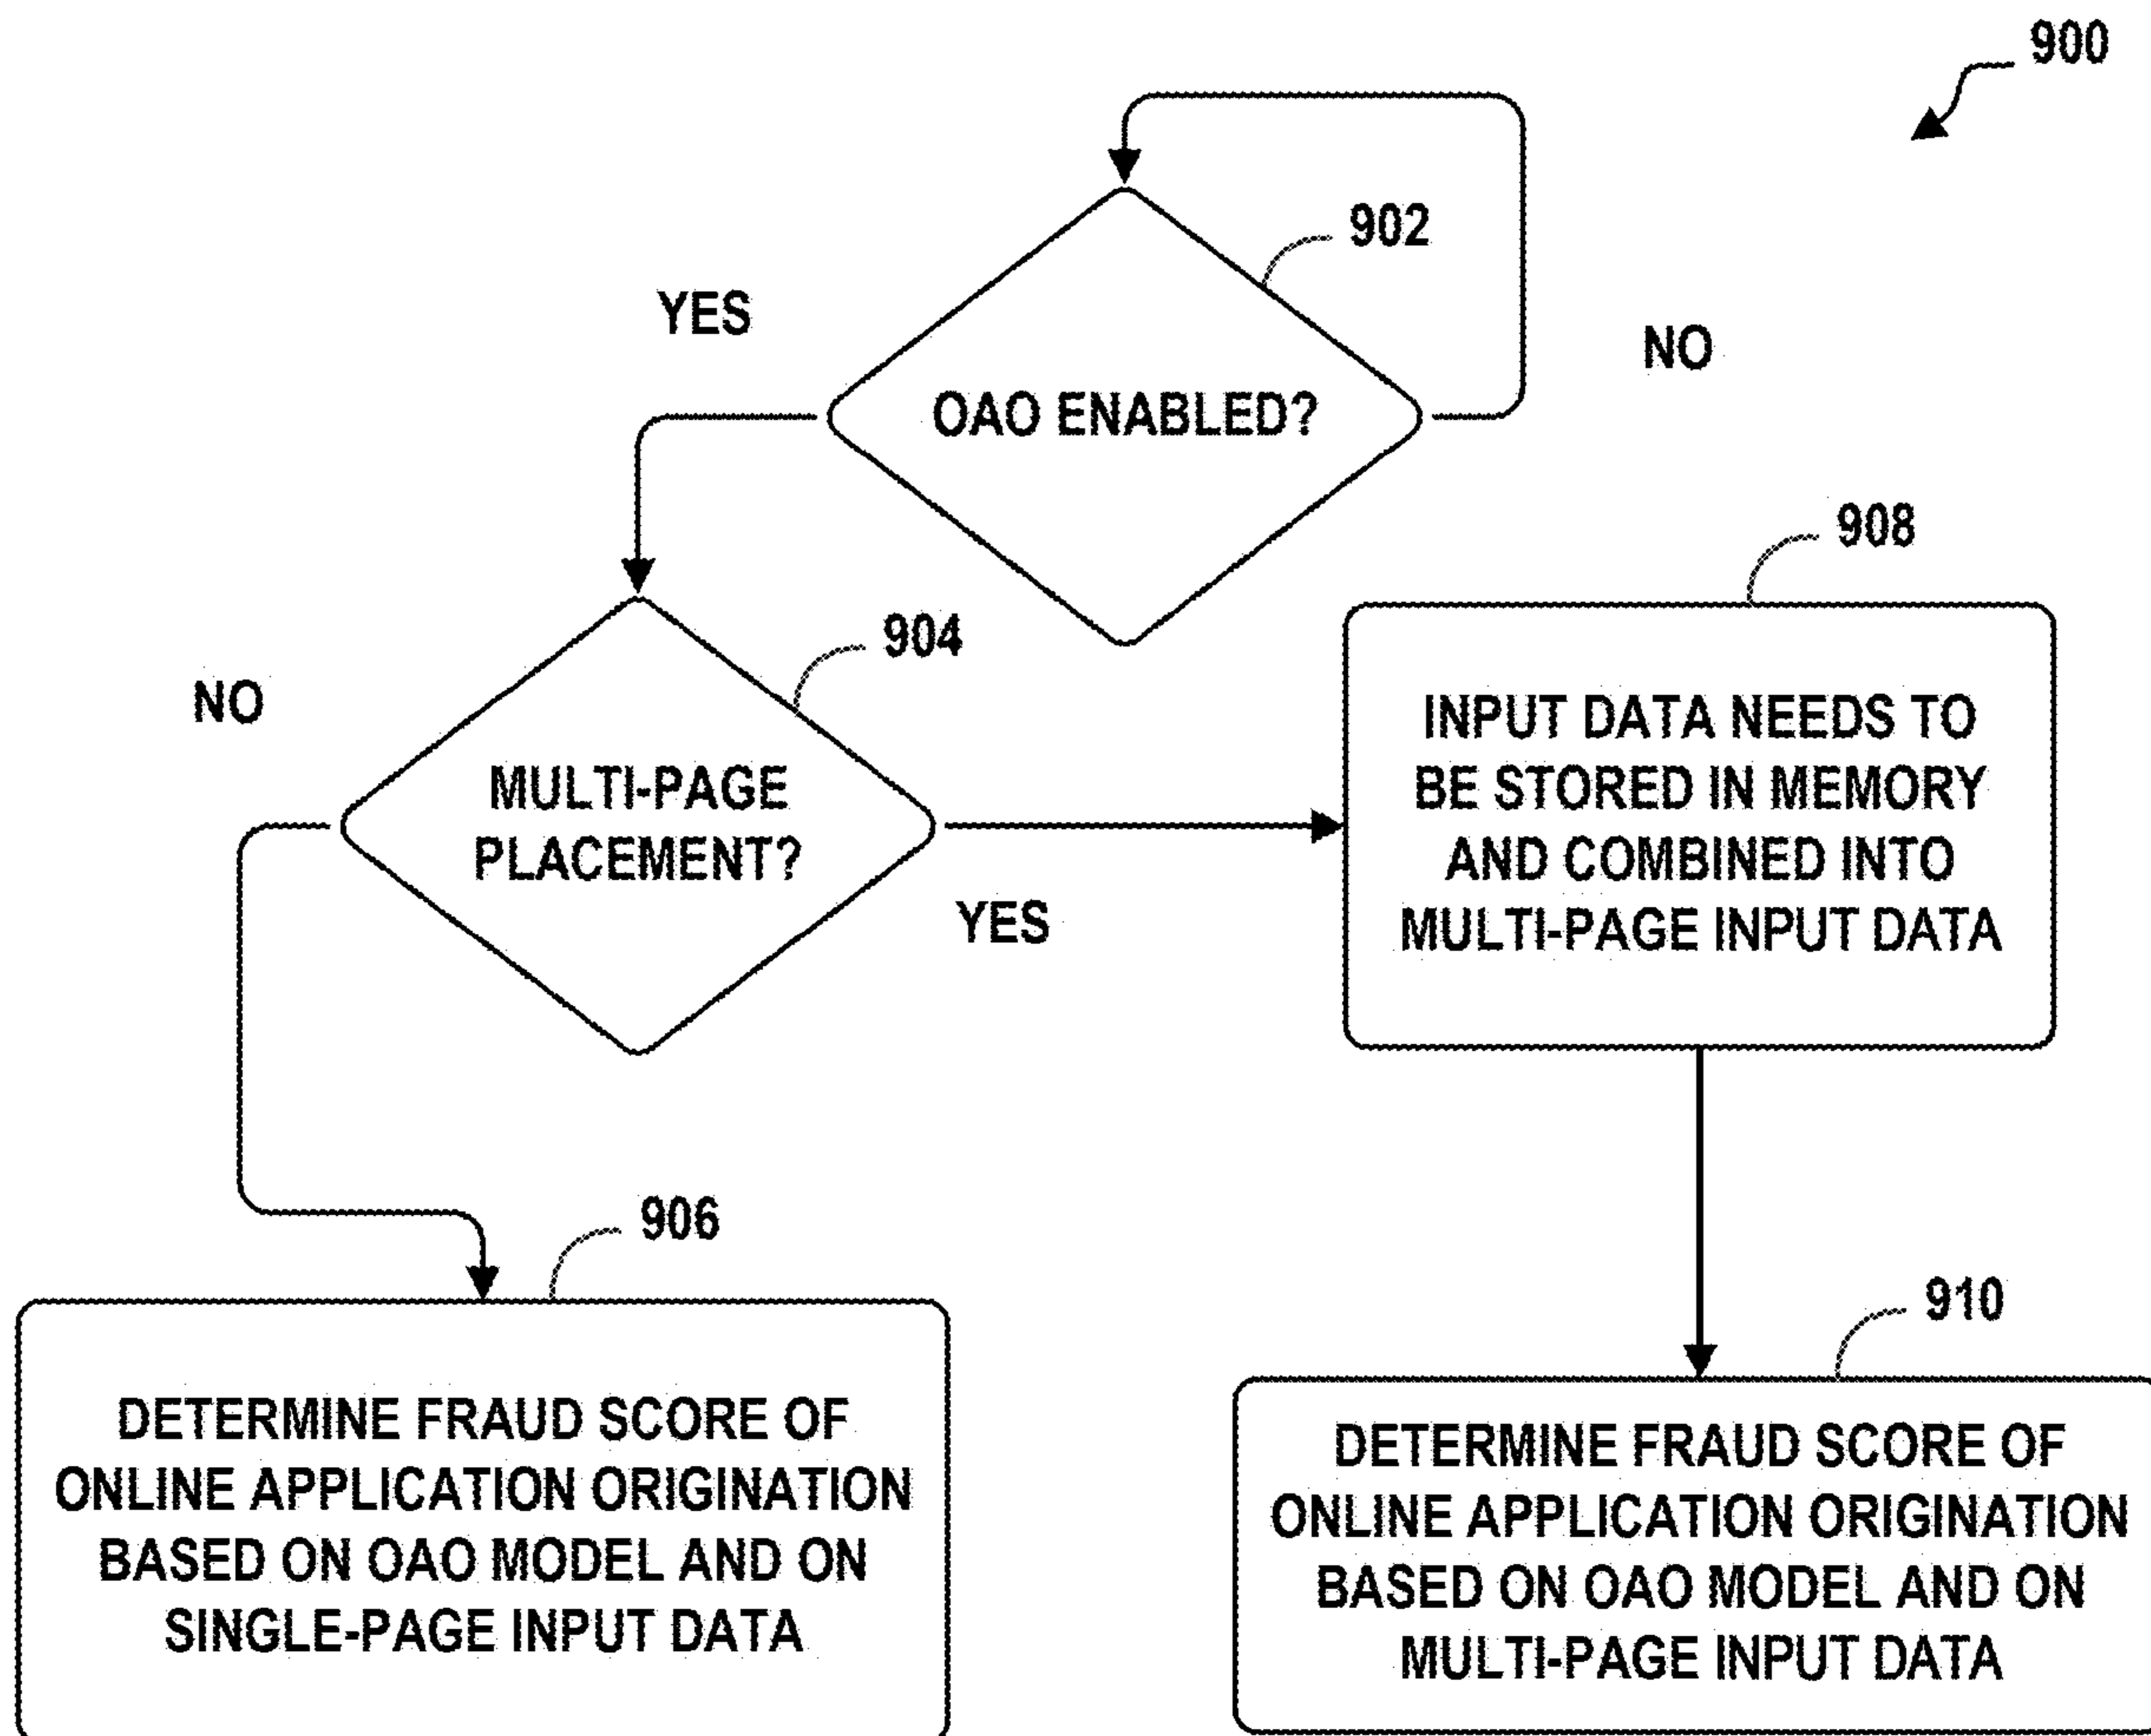 900
902
YES
NO
OAO ENABLED?
908
904
NO
INPUT DATA NEEDS TO
BE STORED IN MEMORY
AND COMBINED INTO
MULTI-PAGE INPUT DATA
MULTI-PAGE
PLACEMENT?
YES
906
910
DETERMINE FRAUD SCORE OF
ONLINE APPLICATION ORIGINATION
BASED ON OAO MODEL AND ON
SINGLE-PAGE INPUT DATA
DETERMINE FRAUD SCORE OF
ONLINE APPLICATION ORIGINATION
BASED ON OAO MODEL AND ON
MULTI-PAGE INPUT DATA